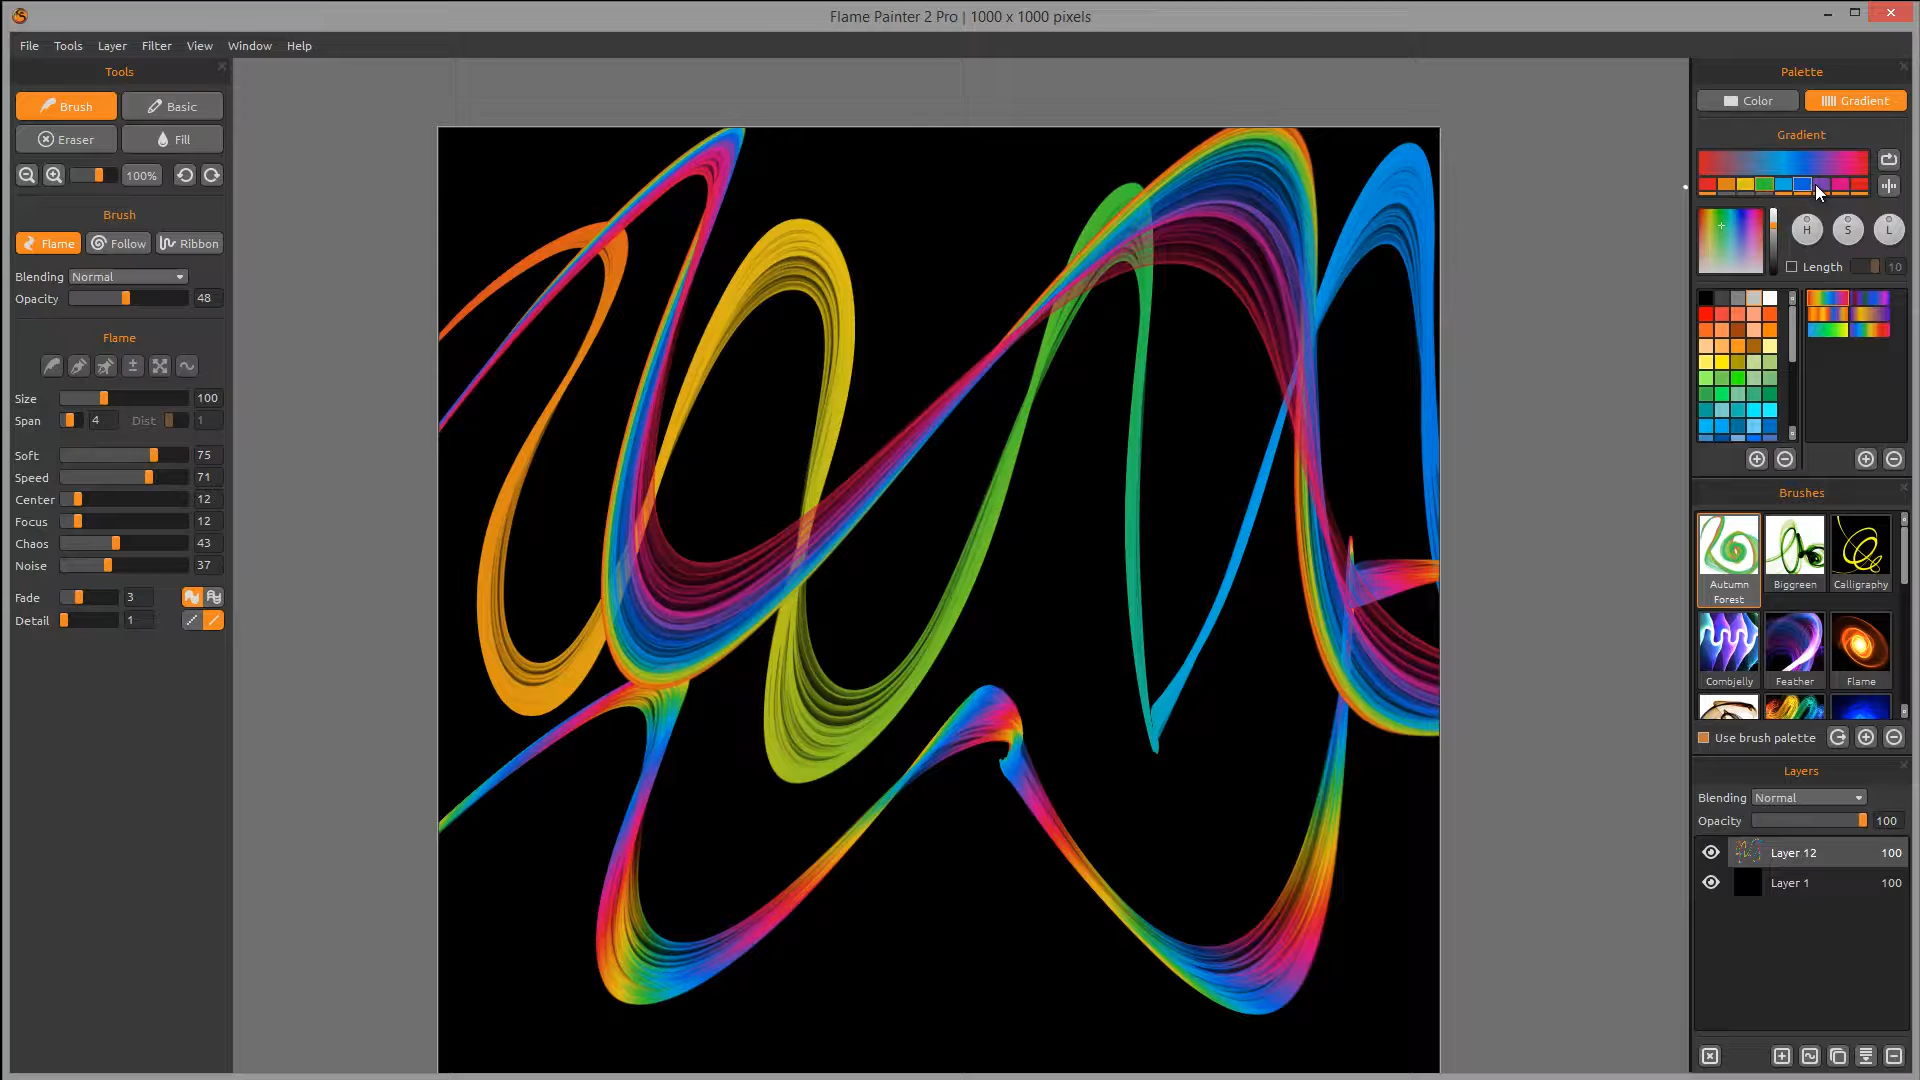 Flame Painter 2 Pro | 1000 x 1000 pixels
File Tools Layer Filter View Window Help
Tools
Brush Basic
Eraser Fill
100%
Brush
Flame Follow Ribbon
Blending Normal
Opacity 48
Flame
Size 100
Span 4 Dist 1
Soft 75
Speed 71
Center 12
Focus 12
Chaos 43
Noise 37
Fade 3
Detail 1
Palette
Color Gradient
Gradient
H S L
Length 10
Brushes
Autumn Forest Biggreen Calligraphy
Combjelly Feather Flame
Use brush palette
Layers
Blending Normal
Opacity 100
Layer 12 100
Layer 1 100